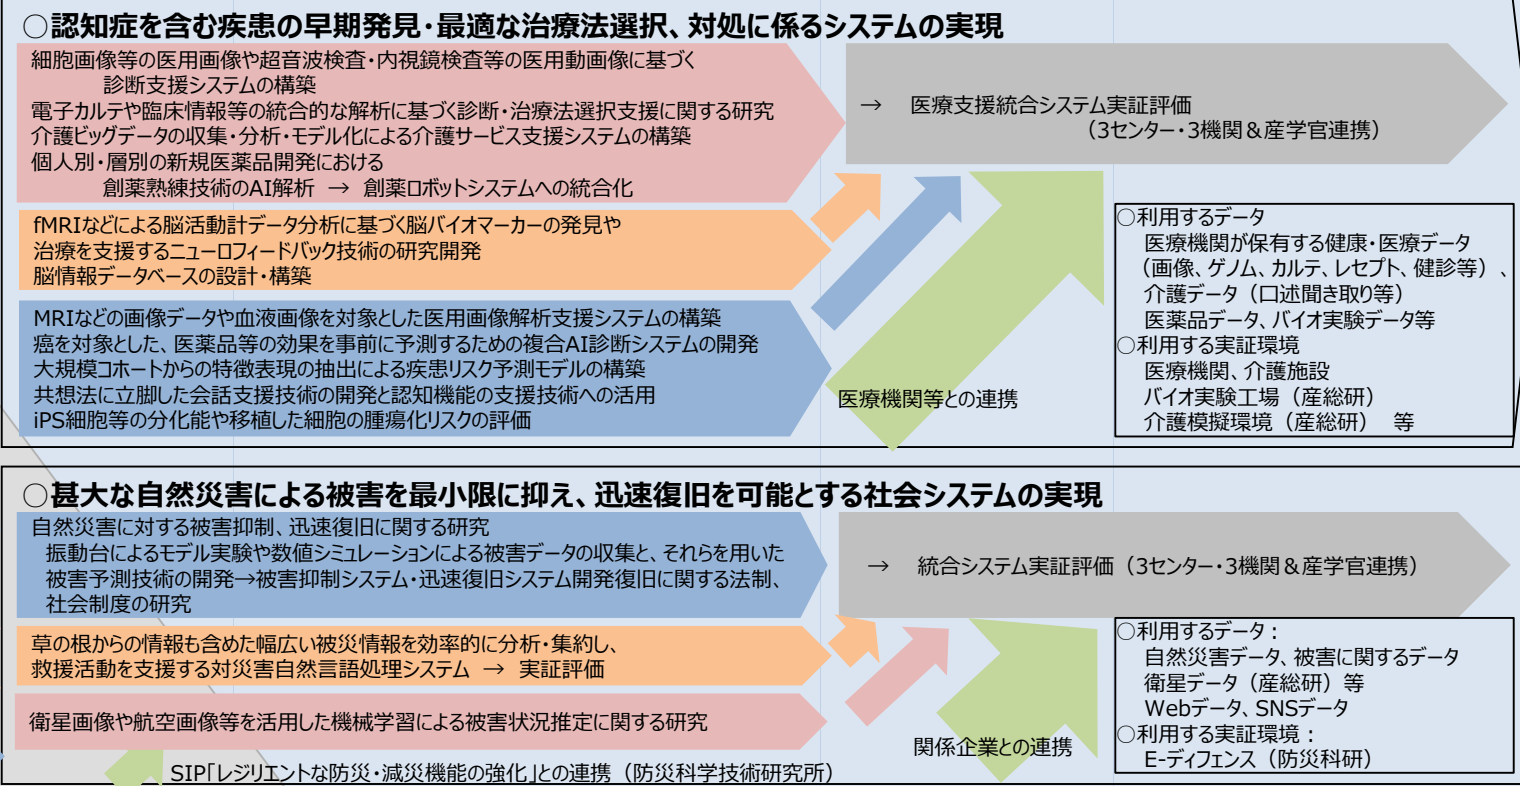 ○認知症を含む疾患の早期発見・最適な治療法選択、対処に係るシステムの実現
細胞画像等の医用画像や超音波検査・内視鏡検査等の医用動画像に基づく
診断支援システムの構築
電子カルテや臨床情報等の統合的な解析に基づく診断・治療法選択支援に関する研究
介護ビッグデータの収集・分析・モデル化による介護サービス支援システムの構築
個人別・層別の新規医薬品開発における
創薬熟練技術のAI解析 → 創薬ロボットシステムへの統合化
→ 医療支援統合システム実証評価
（3センター・3機関＆産学官連携）
fMRIなどによる脳活動計データ分析に基づく脳バイオマーカーの発見や
治療を支援するニューロフィードバック技術の研究開発
脳情報データベースの設計・構築
MRIなどの画像データや血液画像を対象とした医用画像解析支援システムの構築
癌を対象とした、医薬品等の効果を事前に予測するための複合AI診断システムの開発
大規模コホートからの特徴表現の抽出による疾患リスク予測モデルの構築
共想法に立脚した会話支援技術の開発と認知機能の支援技術への活用
iPS細胞等の分化能や移植した細胞の腫瘍化リスクの評価
医療機関等との連携
○利用するデータ
医療機関が保有する健康・医療データ
（画像、ゲノム、カルテ、レセプト、健診等）、
介護データ（口述聞き取り等）
医薬品データ、バイオ実験データ等
○利用する実証環境
医療機関、介護施設
バイオ実験工場（産総研）
介護模擬環境（産総研） 等
○甚大な自然災害による被害を最小限に抑え、迅速復旧を可能とする社会システムの実現
自然災害に対する被害抑制、迅速復旧に関する研究
振動台によるモデル実験や数値シミュレーションによる被害データの収集と、それらを用いた
被害予測技術の開発→被害抑制システム・迅速復旧システム開発復旧に関する法制、
社会制度の研究
→ 統合システム実証評価（3センター・3機関＆産学官連携）
草の根からの情報も含めた幅広い被災情報を効率的に分析・集約し、
救援活動を支援する対災害自然言語処理システム → 実証評価
衛星画像や航空画像等を活用した機械学習による被害状況推定に関する研究
関係企業との連携
SIP「レジリエントな防災・減災機能の強化」との連携（防災科学技術研究所）
○利用するデータ：
自然災害データ、被害に関するデータ
衛星データ（産総研）等
Webデータ、SNSデータ
○利用する実証環境：
E-ディフェンス（防災科研）